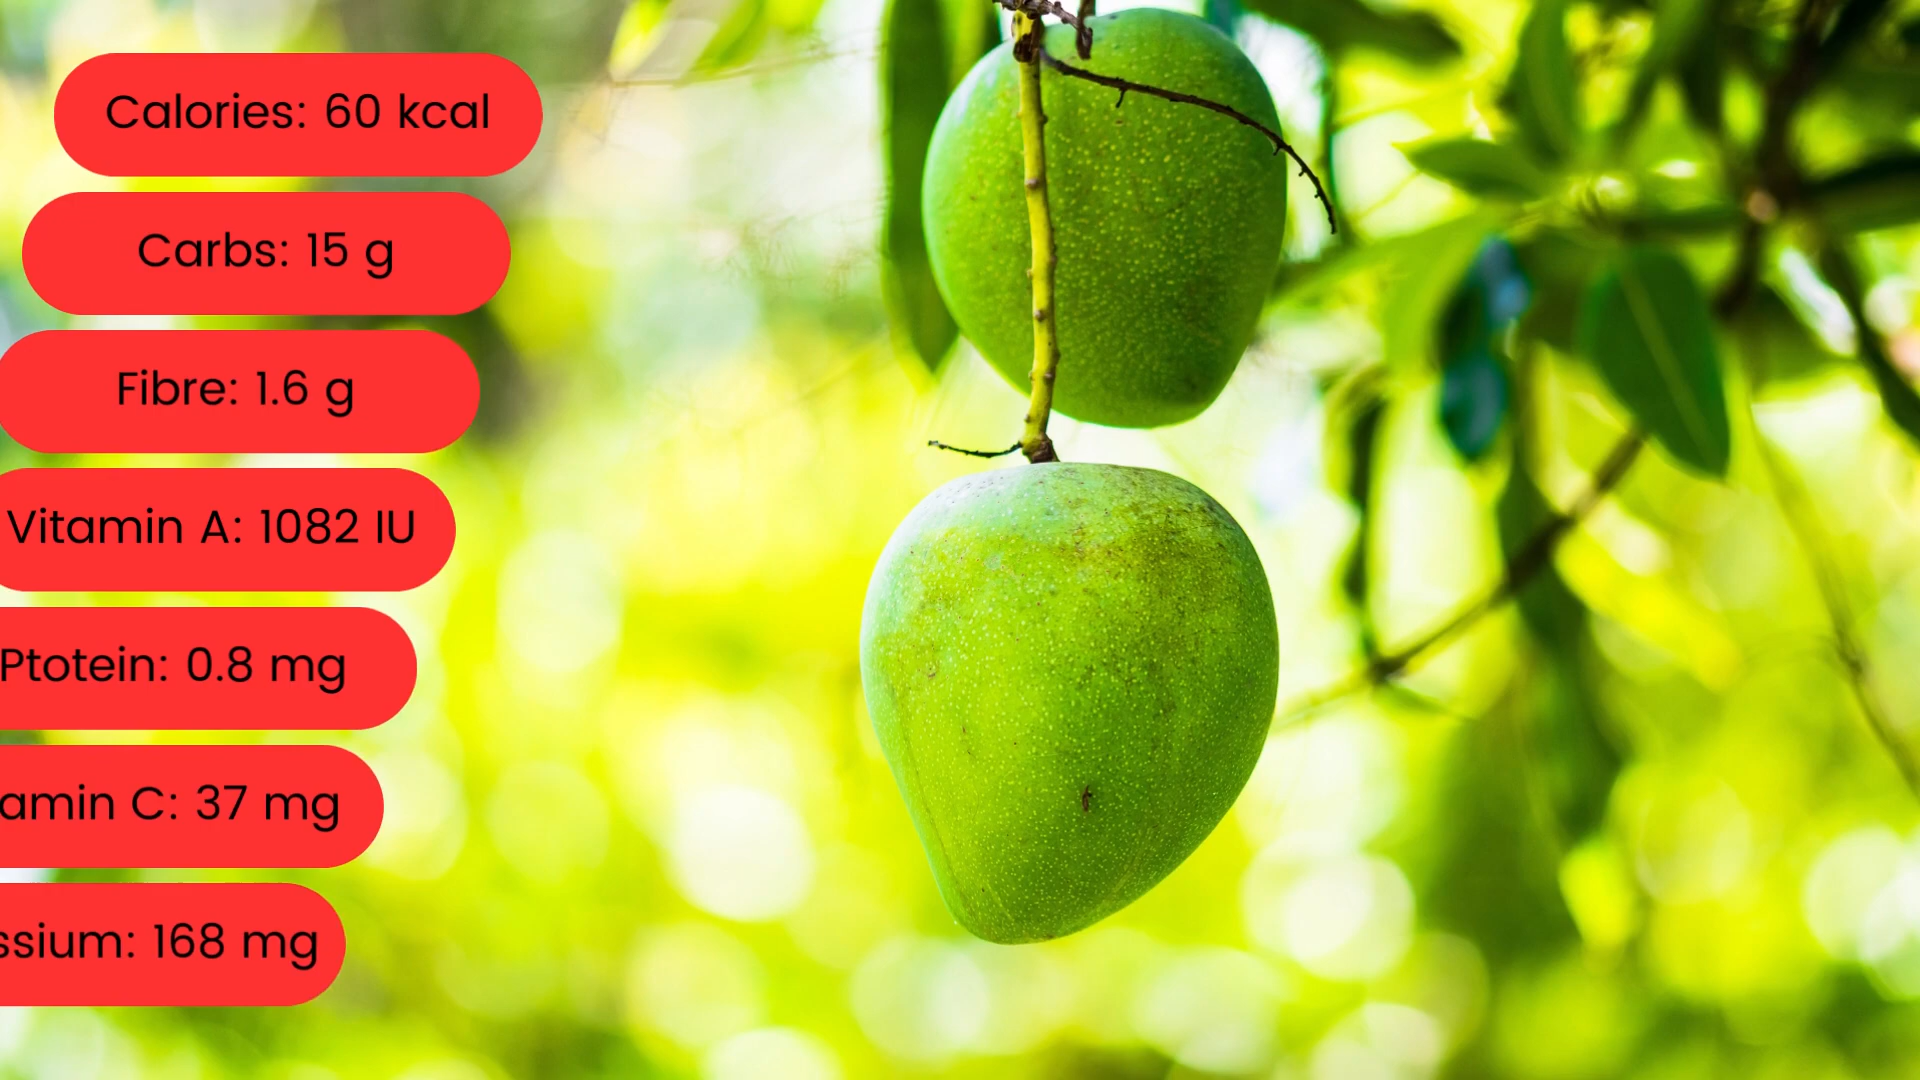 Calories: 60 kcal
Carbs: 15 g
Fibre: 1.6 g
Vitamin A: 1082 IU
Ptotein: 0.8 mg
amin C: 37 mg
ssium: 168 mg